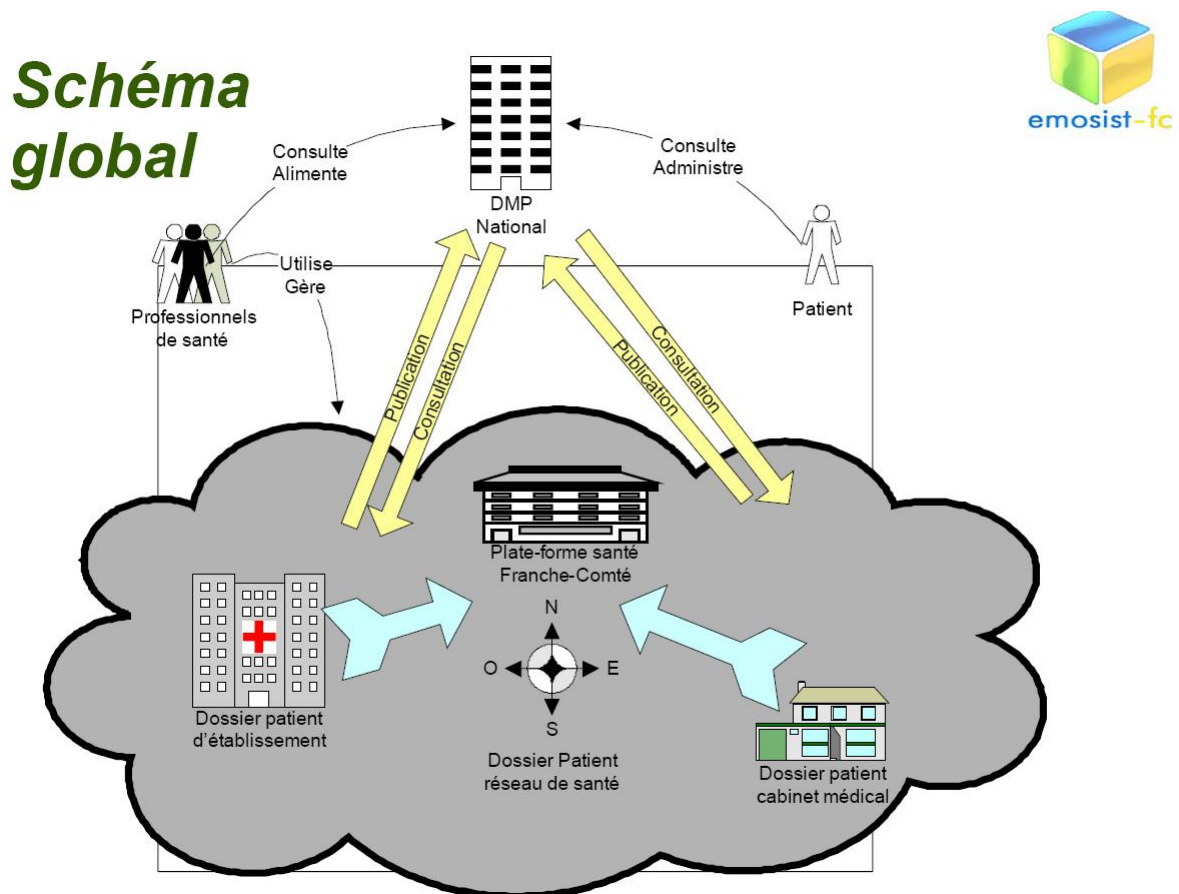 Schéma
global
emosist-fc
Consulte
Alimente
Consulte
Administre
DMP
National
Utilise
Gère
Professionnels
de santé
Patient
Publication
Consultation
Publication
Consultation
Plate-forme santé
Franche-Comté
N
O
E
S
Dossier patient
d'établissement
Dossier Patient
réseau de santé
Dossier patient
cabinet médical